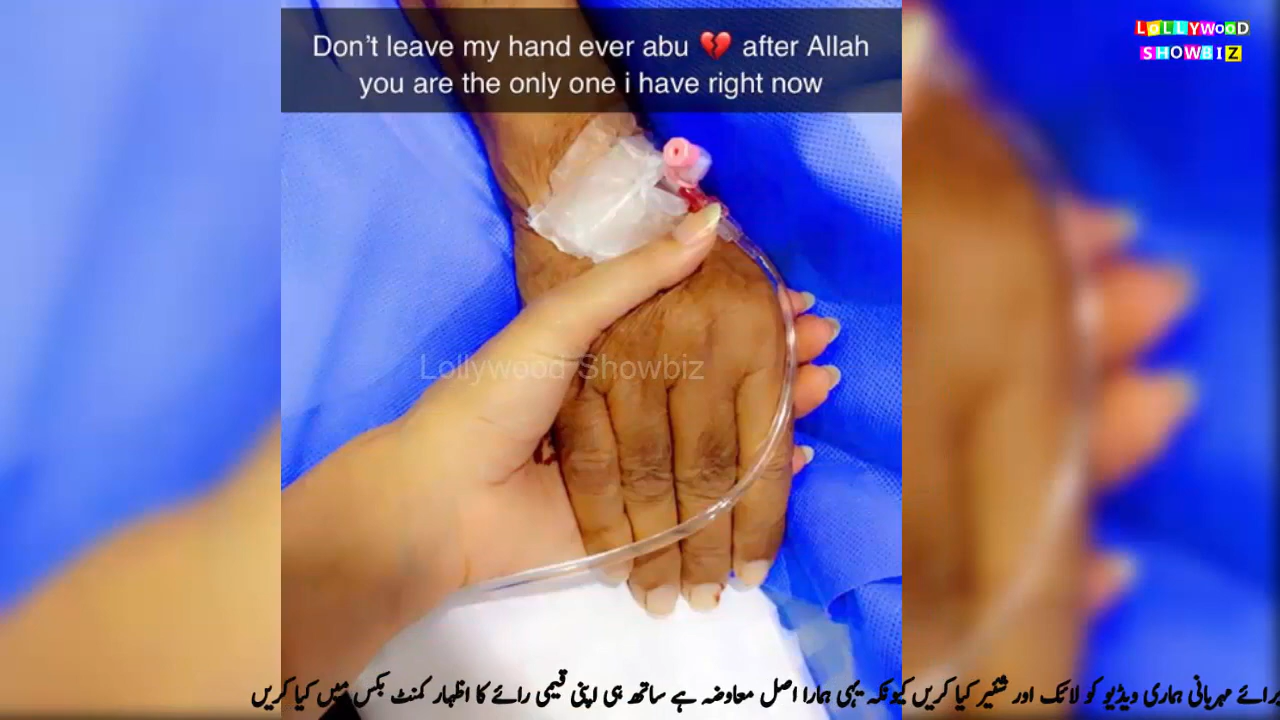 Don't leave my hand ever abu 💔 after Allah
you are the only one i have right now
LOLLYWOOD
SHOWBIZ
Lollywood Showbiz
برائے مہربانی ہماری ویڈیو کو لائک اور شئیر کیا کریں کیونکہ یہی ہمارا اصل معاوضہ ہے ساتھ ہی اپنی قیمی رائے کا اظہار کمنٹ بکس میں کیا کریں